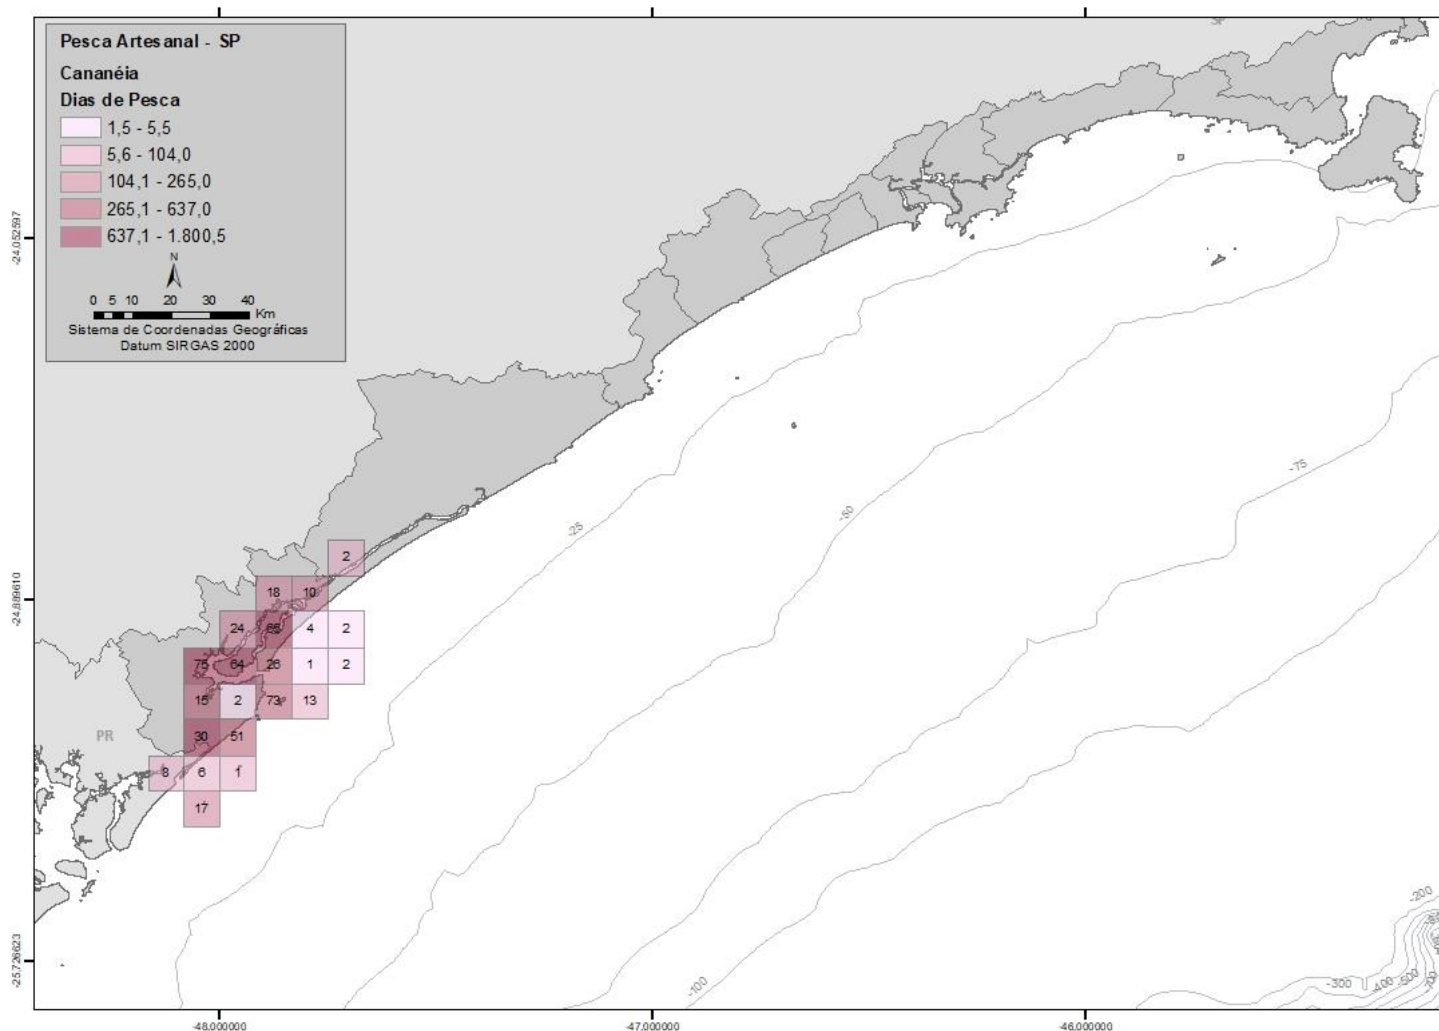 SP
Pesca Artesanal - SP
Cananéia
Dias de Pesca
1,5 - 5,5
5,6 - 104,0
104,1 - 265,0
265,1 - 637,0
637,1 - 1.800,5
N
0 5 10 20 30 40
Km
Sistema de Coordenadas Geográficas
Datum SIRGAS 2000
-24.052597
-75
-50
-25
2
-24.889610
18 10
24 65 4 2
75 64 26 1 2
15 2 73 13
PR
30 51
8 6 1
17
-200
-25.726623
-100
-300 -400 -500
-48.000000 -47.000000 -46.000000